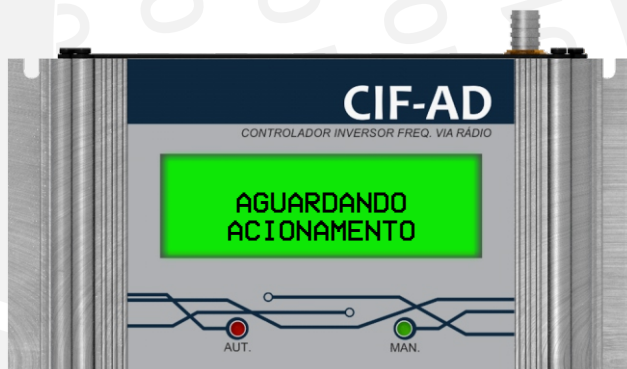 CIF-AD
CONTROLADOR INVERSOR FREQ. VIA RÁDIO
AGUARDANDO
ACIONAMENTO
AUT. MAN.